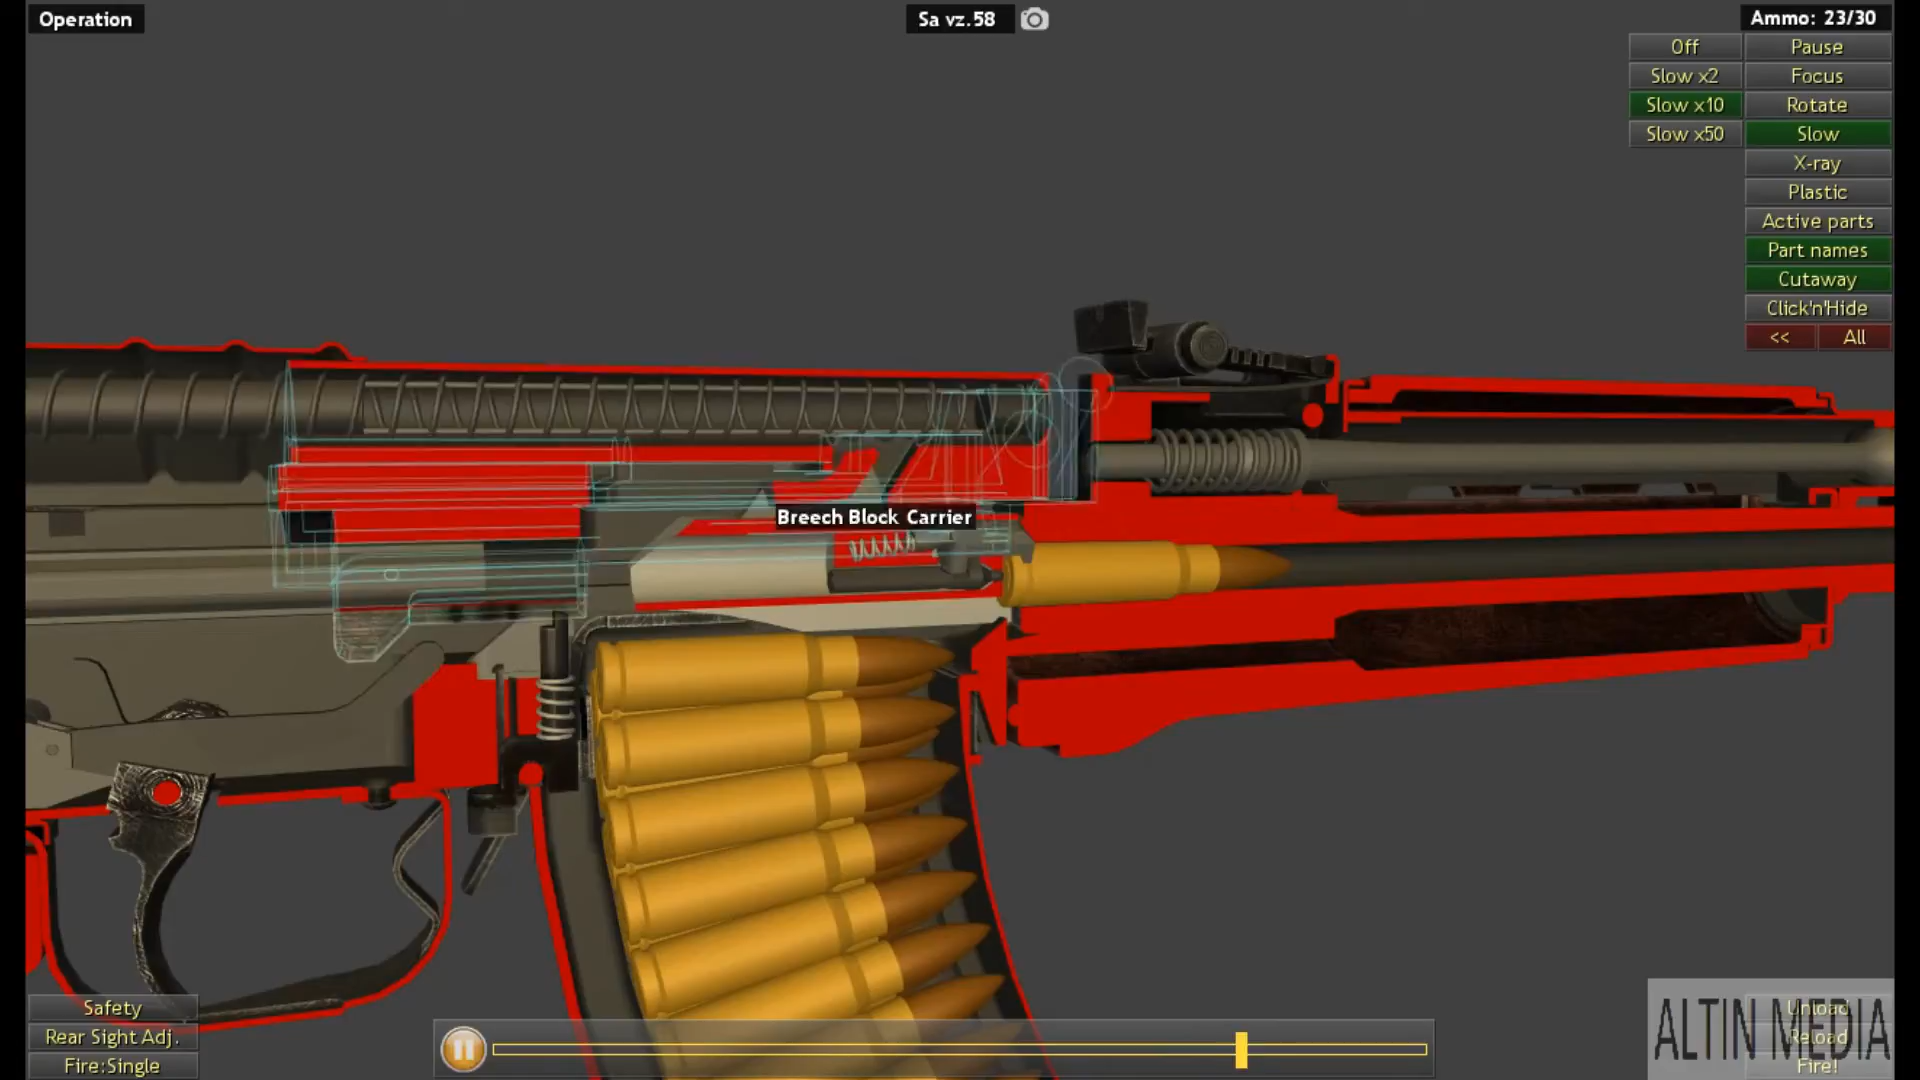 Operation
Sa vz.58
Ammo: 23/30
Off
Pause
Slow x2
Focus
Slow x10
Rotate
Slow x50
Slow
X-ray
Plastic
Active parts
Part names
Cutaway
Click'n'Hide
<<
All
Breech Block Carrier
Safety
Rear Sight Adj.
Fire:Single
Unload
Reload
Fire!
ALTIN MEDIA